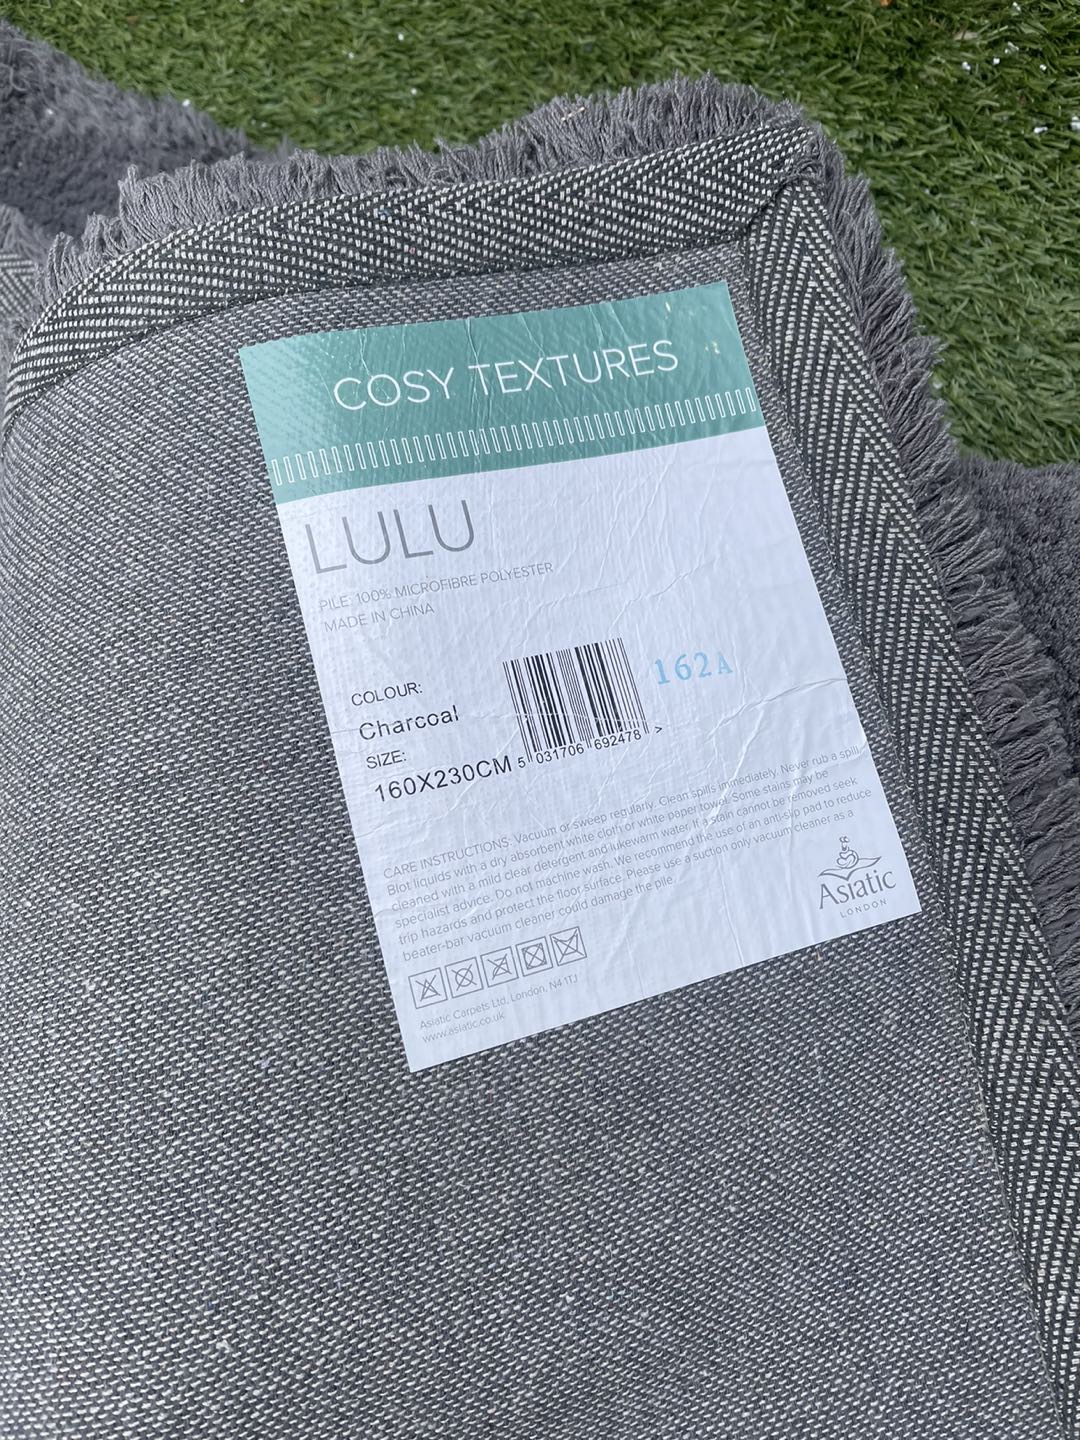 COSY TEXTURES
LULU
PILE: 100% MICROFIBRE POLYESTER
MADE IN CHINA
COLOUR:
Charcoal
SIZE:
160X230CM
5 031706 692478 >
162A
CARE INSTRUCTIONS: Vacuum or sweep regularly. Clean spills immediately. Never rub a spill.
Blot liquids with a dry absorbent white cloth or white paper towel. Some stains may be
cleaned with a mild clear detergent and lukewarm water. If a stain cannot be removed seek
specialist advice. Do not machine wash. We recommend the use of an anti-slip pad to reduce
trip hazards and protect the floor surface. Please use a suction only vacuum cleaner as a
beater-bar vacuum cleaner could damage the pile.
Asiatic
LONDON
Asiatic Carpets Ltd, London, N4 1TJ
www.asiatic.co.uk